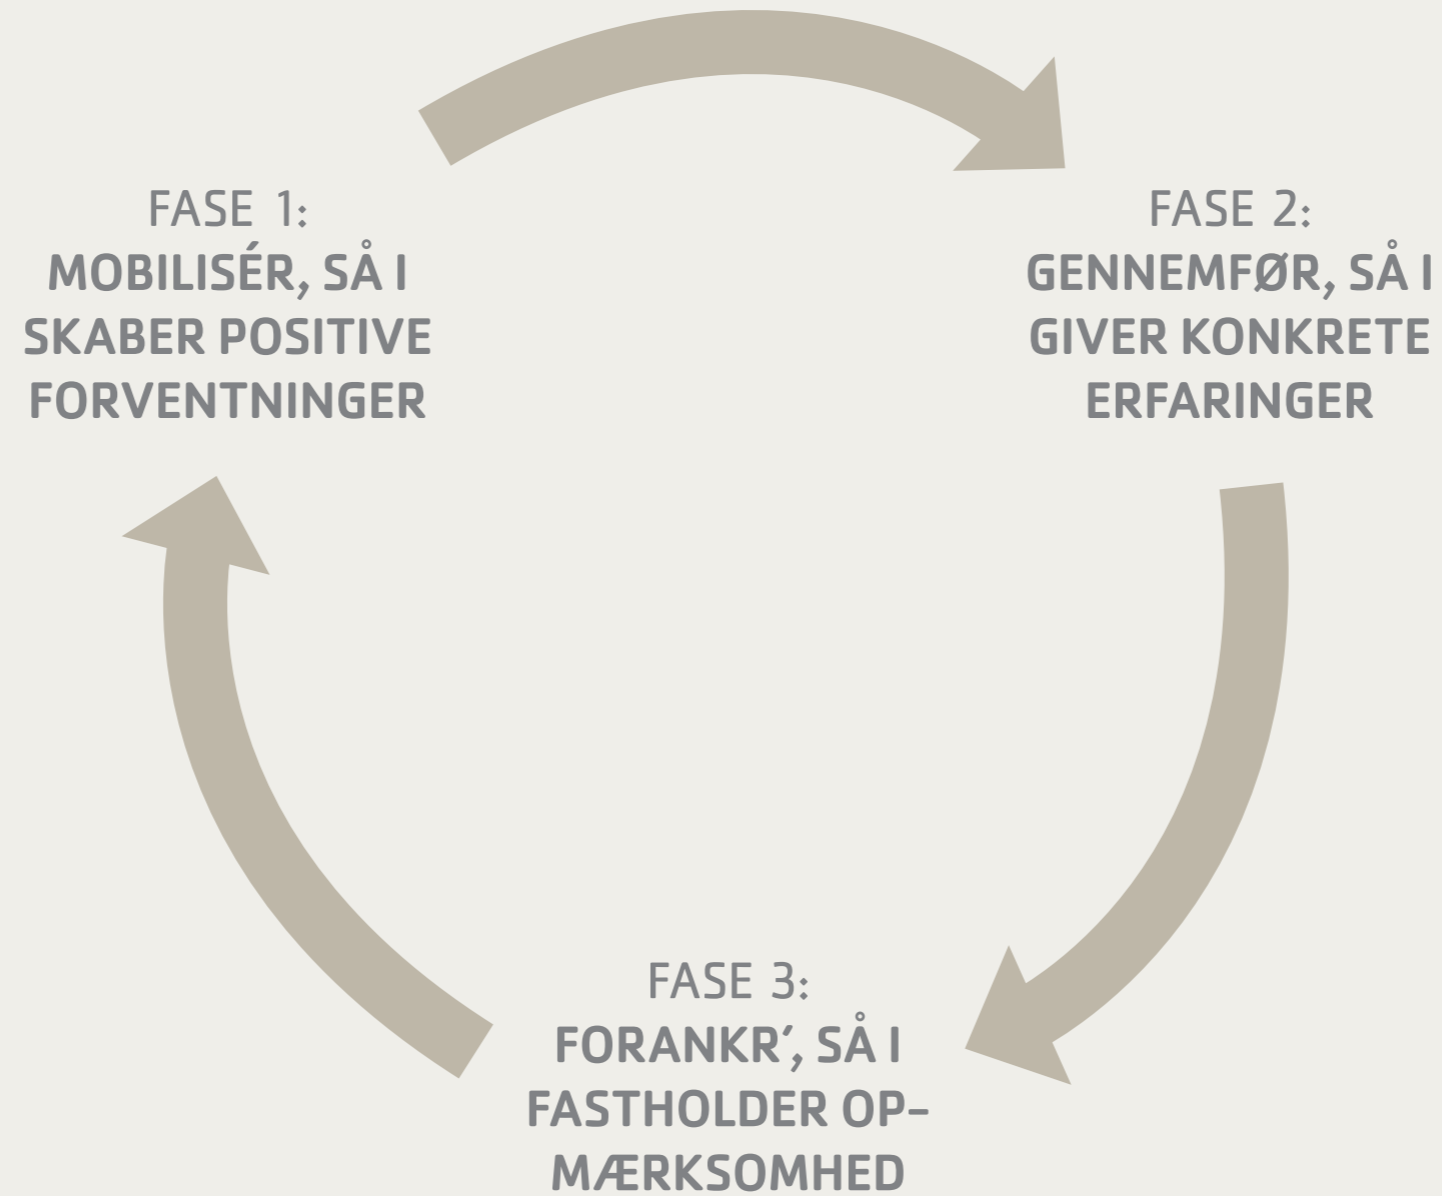 FASE 1:
MOBILISÉR, SÅ I
SKABER POSITIVE
FORVENTNINGER
FASE 2:
GENNEMFØR, SÅ I
GIVER KONKRETE
ERFARINGER
FASE 3:
FORANKR´, SÅ I
FASTHOLDER OP-
MÆRKSOMHED